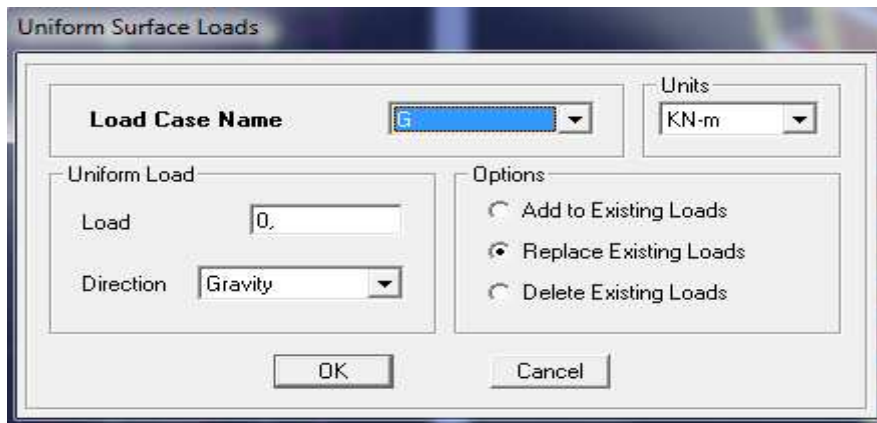 Uniform Surface Loads
Load Case Name
G
Units
KN-m
Uniform Load
Load
0,
Direction
Gravity
Options
Add to Existing Loads
Replace Existing Loads
Delete Existing Loads
OK
Cancel